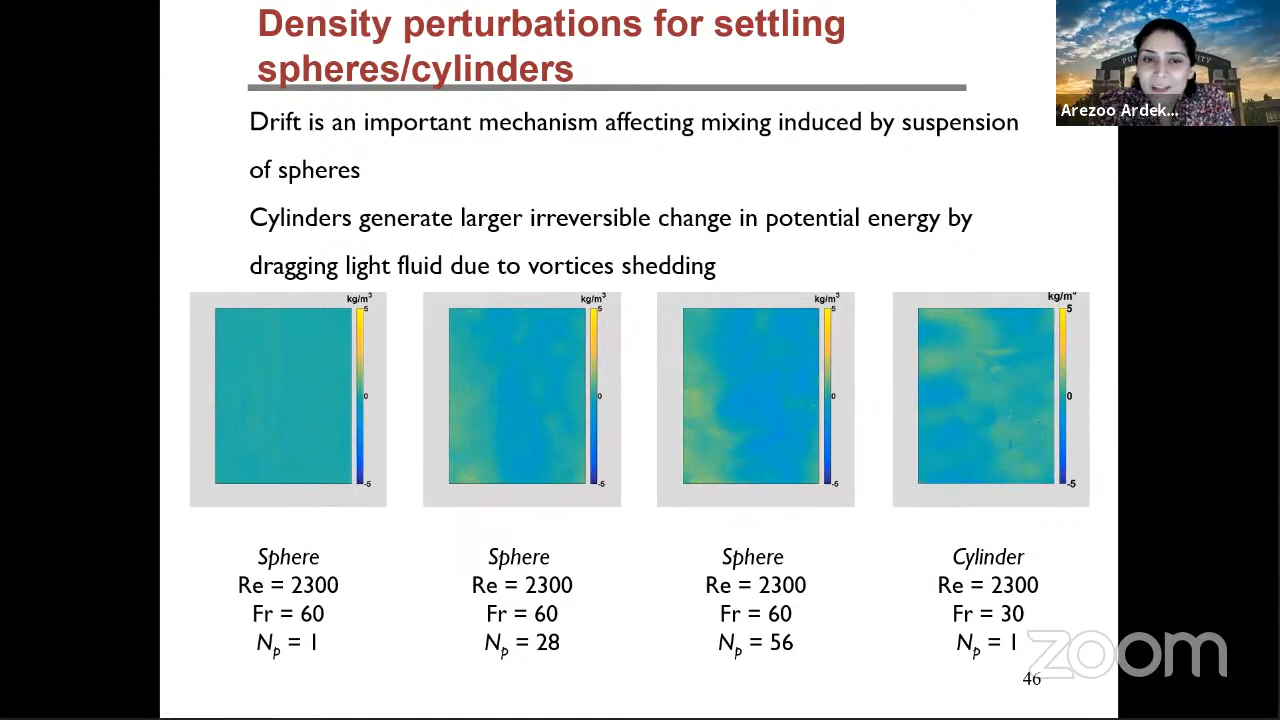 Density perturbations for settling
spheres/cylinders
Arezoo Ardek...
Drift is an important mechanism affecting mixing induced by suspension
of spheres
Cylinders generate larger irreversible change in potential energy by
dragging light fluid due to vortices shedding
kg/m³ kg/m³ kg/m³ kg/m³
5 5 5 5
0 0 0 0
-5 -5 -5 -5
Sphere Sphere Sphere Cylinder
Re = 2300 Re = 2300 Re = 2300 Re = 2300
Fr = 60 Fr = 60 Fr = 60 Fr = 30
Np = 1 Np = 28 Np = 56 Np = 1
zoom
46